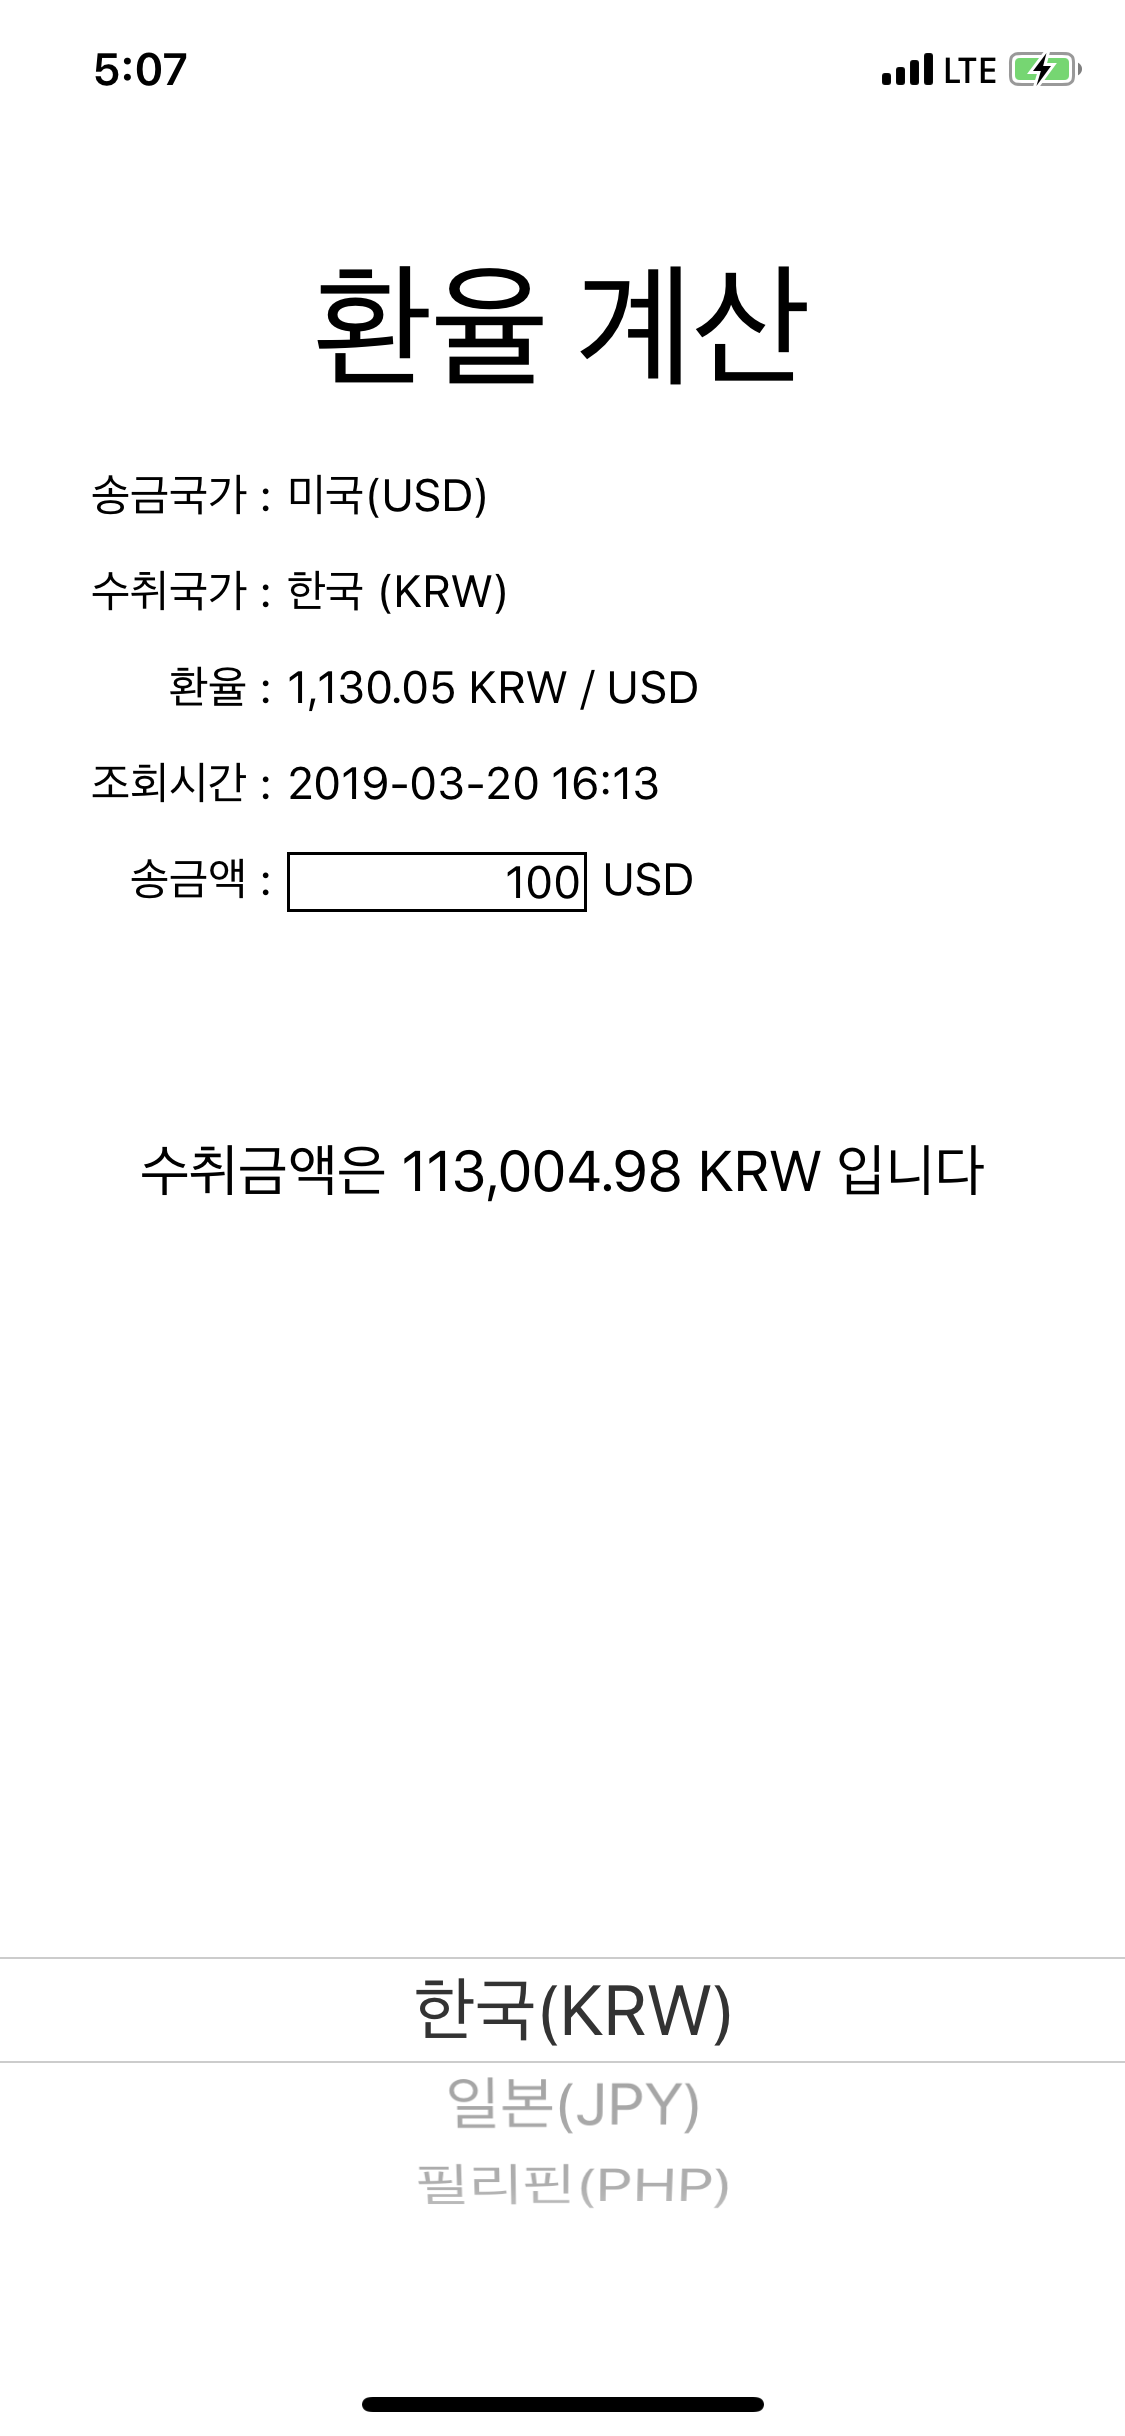 5:07
LTE
환율 계산
송금국가 : 미국(USD)
수취국가 : 한국 (KRW)
환율 : 1,130.05 KRW / USD
조회시간 : 2019-03-20 16:13
송금액 : 100 USD
수취금액은 113,004.98 KRW 입니다
한국(KRW)
일본(JPY)
필리핀(PHP)